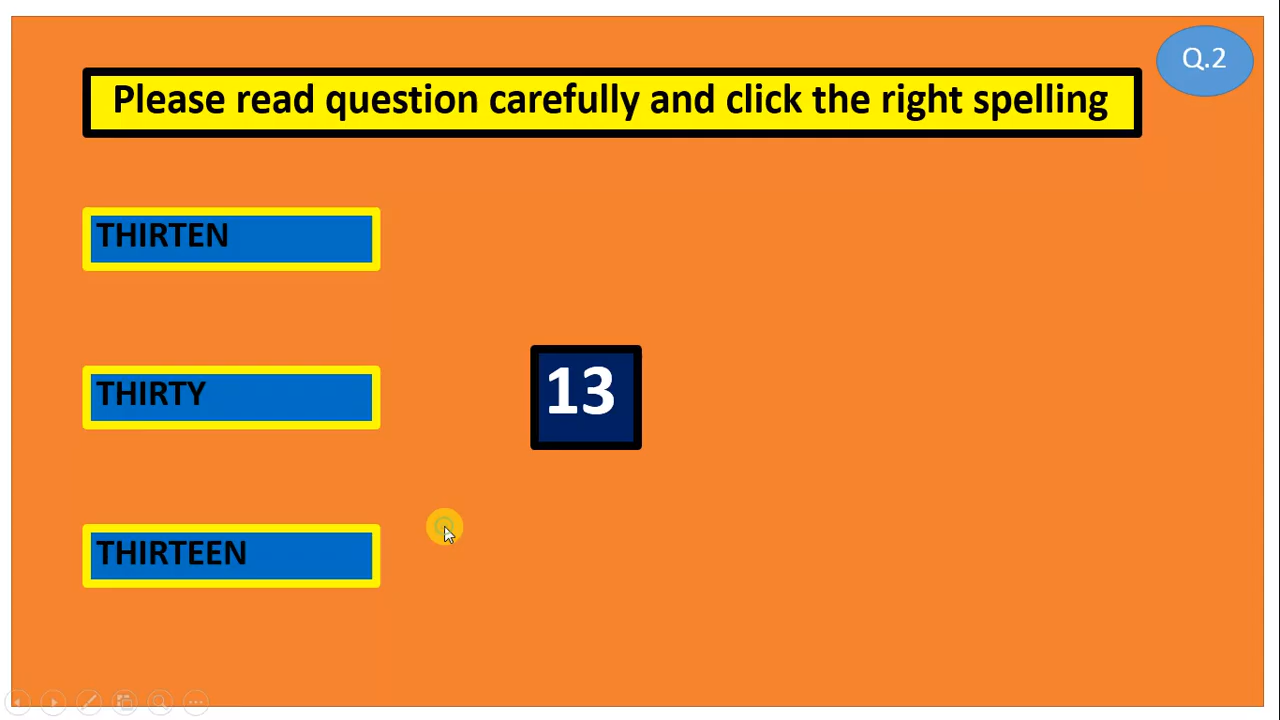 Q.2
Please read question carefully and click the right spelling
THIRTEN
THIRTY
13
THIRTEEN